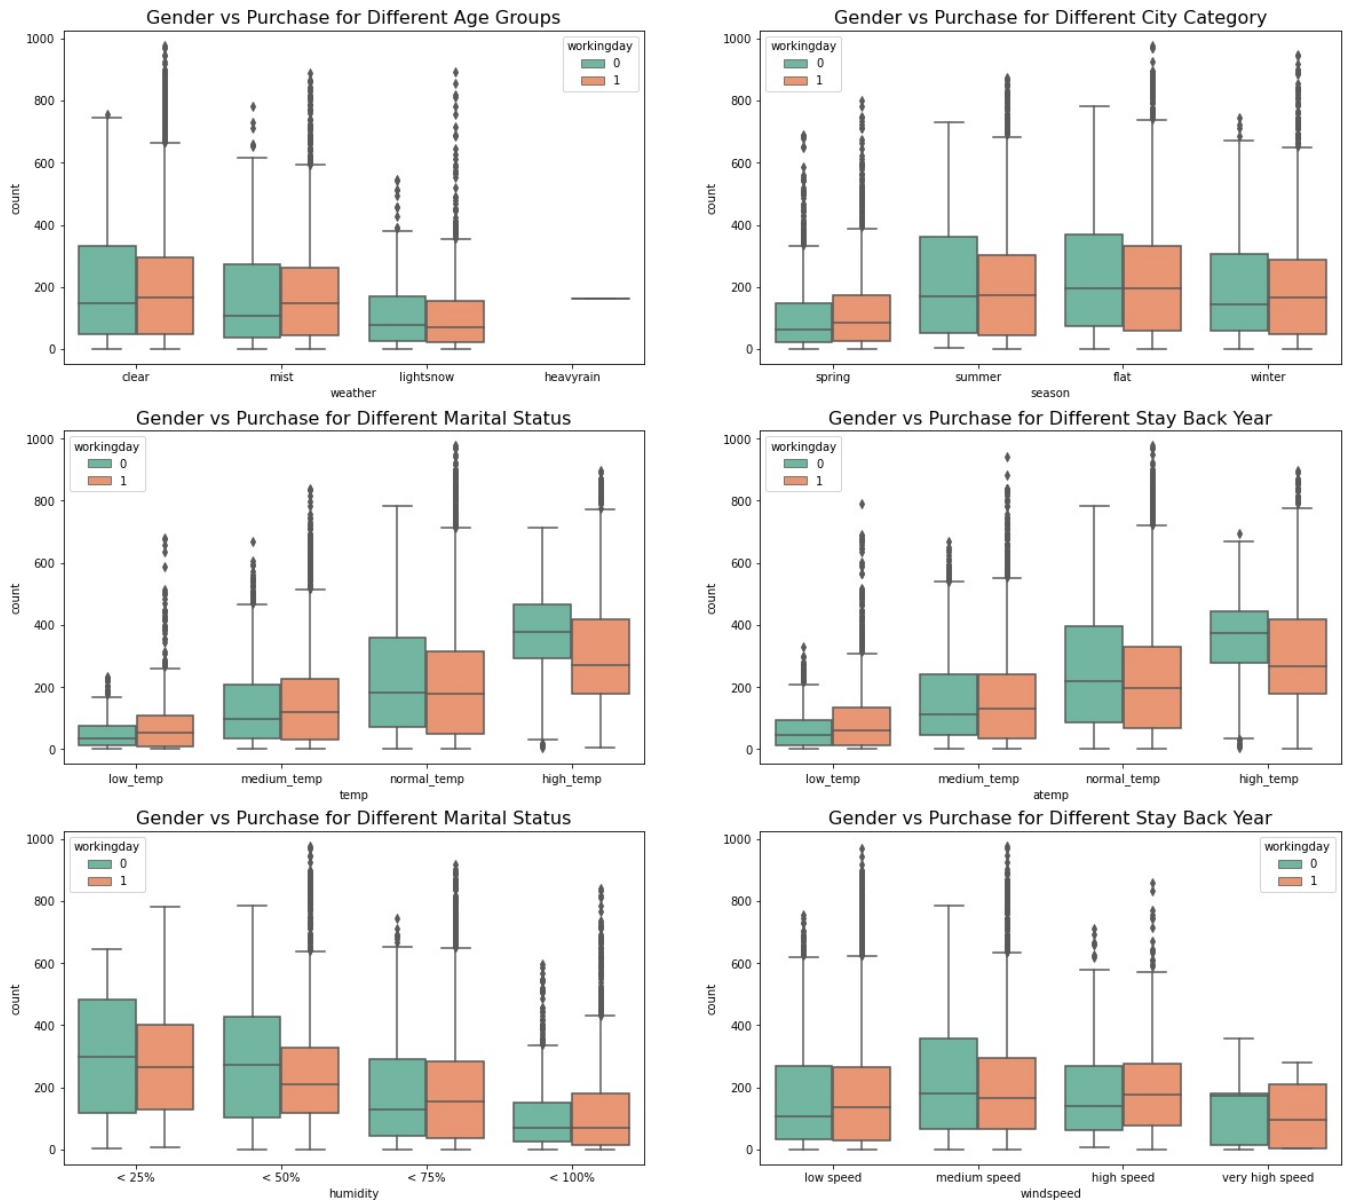 Gender vs Purchase for Different Age Groups
1000
800
600
400
200
0
count
workingday
0
1
clear mist lightsnow heavyrain
weather
Gender vs Purchase for Different City Category
1000
800
600
400
200
0
count
workingday
0
1
spring summer flat winter
season
Gender vs Purchase for Different Marital Status
1000
800
600
400
200
0
count
workingday
0
1
low_temp medium_temp normal_temp high_temp
temp
Gender vs Purchase for Different Stay Back Year
1000
800
600
400
200
0
count
workingday
0
1
low_temp medium_temp normal_temp high_temp
atemp
Gender vs Purchase for Different Marital Status
1000
800
600
400
200
0
count
workingday
0
1
< 25% < 50% < 75% < 100%
humidity
Gender vs Purchase for Different Stay Back Year
1000
800
600
400
200
0
count
workingday
0
1
low speed medium speed high speed very high speed
windspeed